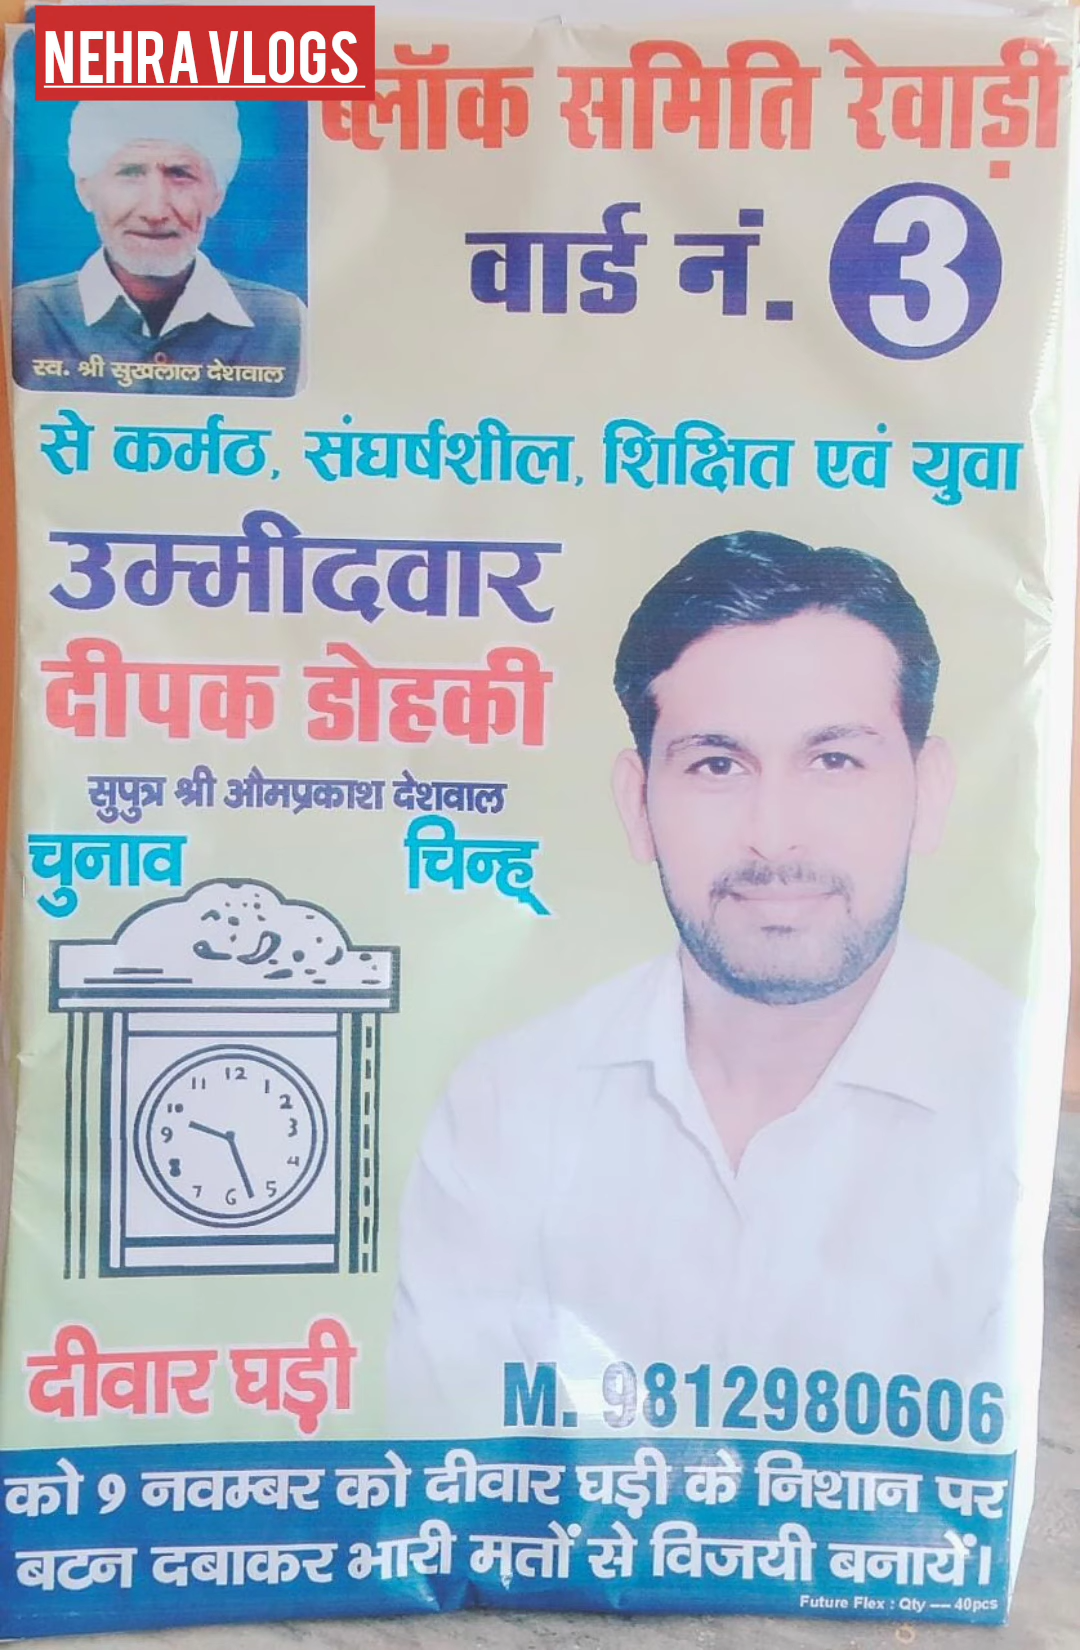 NEHRA VLOGS
ब्लॉक समिति रेवाड़ी
वार्ड नं. 3
स्व. श्री सुखलाल देशवाल
से कर्मठ, संघर्षशील, शिक्षित एवं युवा
उम्मीदवार
दीपक डोहकी
सुपुत्र श्री औमप्रकाश देशवाल
चुनाव चिन्ह्
11 12 1
10 2
9 3
8 4
7 6 5
दीवार घड़ी
M. 9812980606
को 9 नवम्बर को दीवार घड़ी के निशान पर
बटन दबाकर भारी मतों से विजयी बनायें।
Future Flex : Qty --- 40pcs